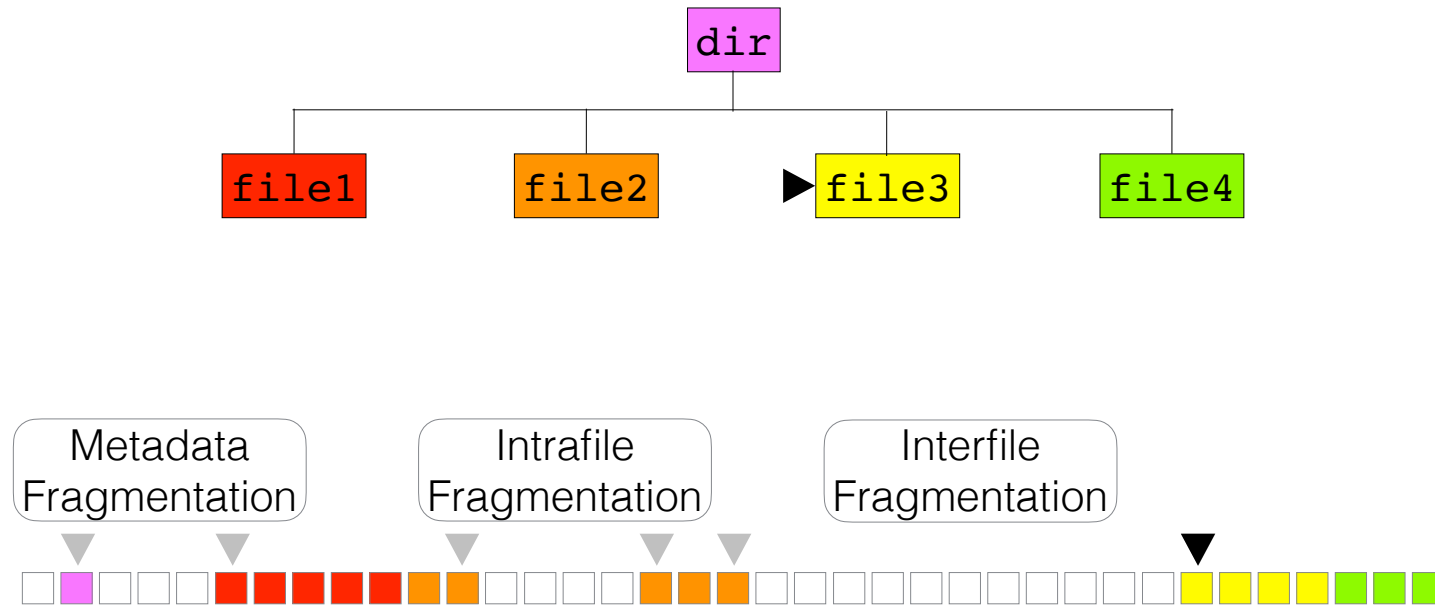 dir
file1
file2
file3
file4
Metadata
Fragmentation
Intrafile
Fragmentation
Interfile
Fragmentation